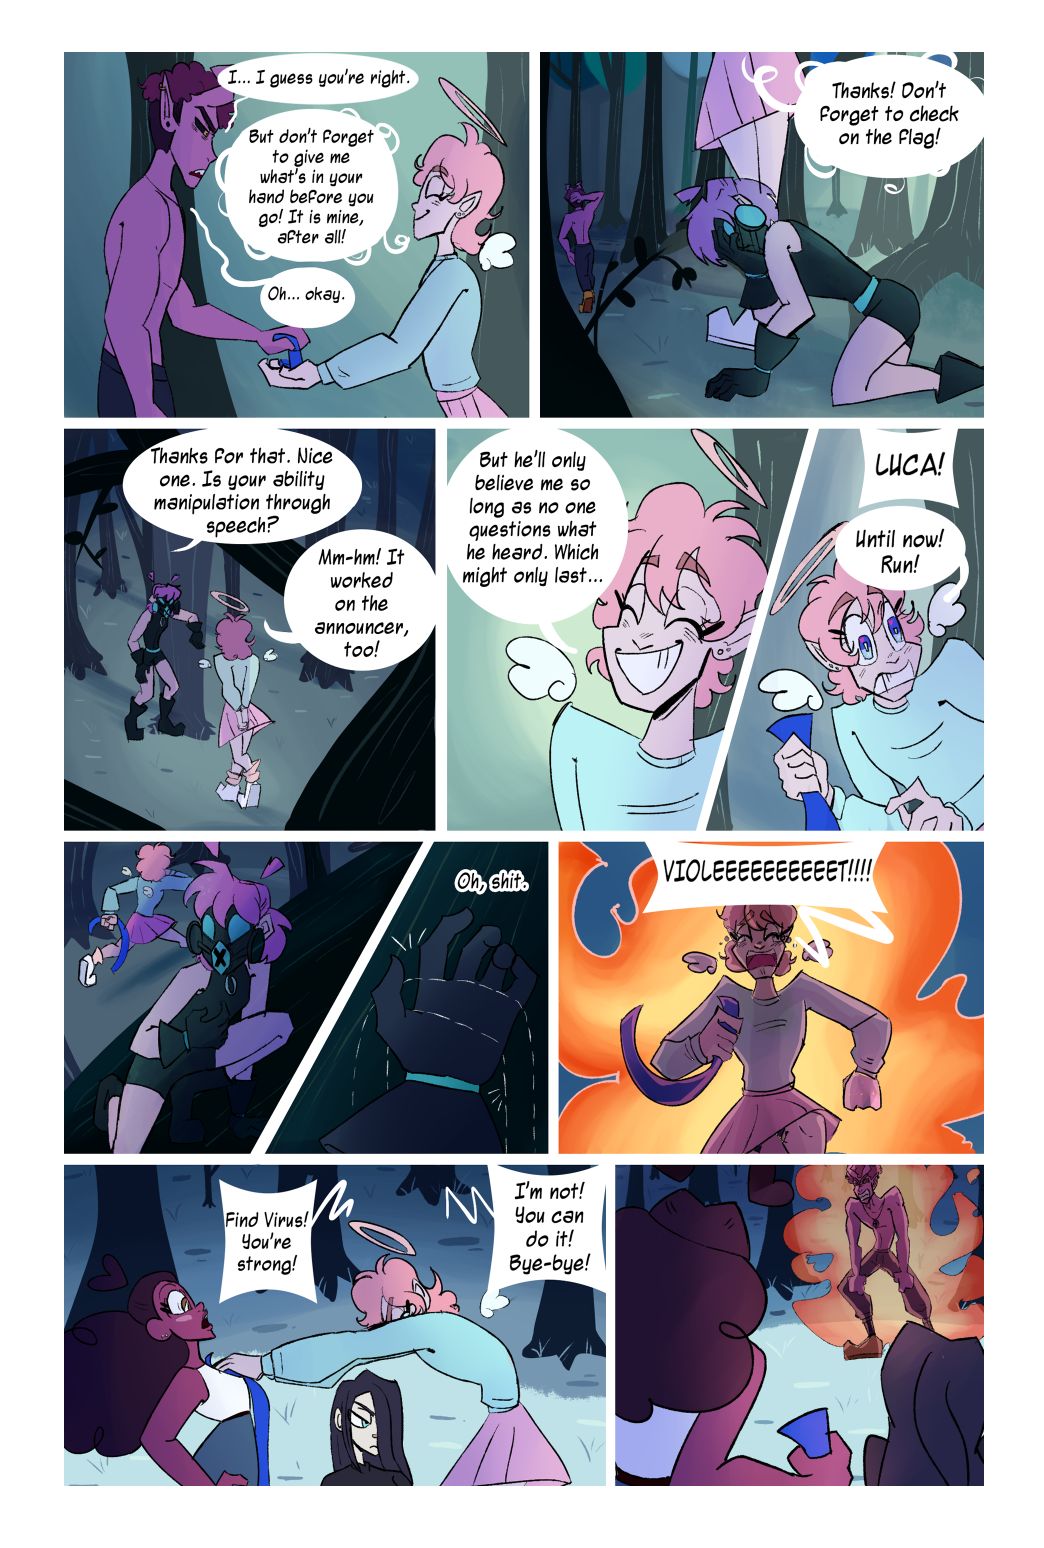 I... I guess you're right.
But don't forget
to give me
what's in your
hand before you
go! It is mine,
after all!
Oh... okay.
Thanks! Don't
forget to check
on the flag!
Thanks for that. Nice
one. Is your ability
manipulation through
speech?
Mm-hm! It
worked
on the
announcer,
too!
But he'll only
believe me so
long as no one
questions what
he heard. Which
might only last...
LUCA!
Until now!
Run!
Oh, shit.
VIOLEEEEEEEEEET!!!!
Find Virus!
You're
strong!
I'm not!
You can
do it!
Bye-bye!